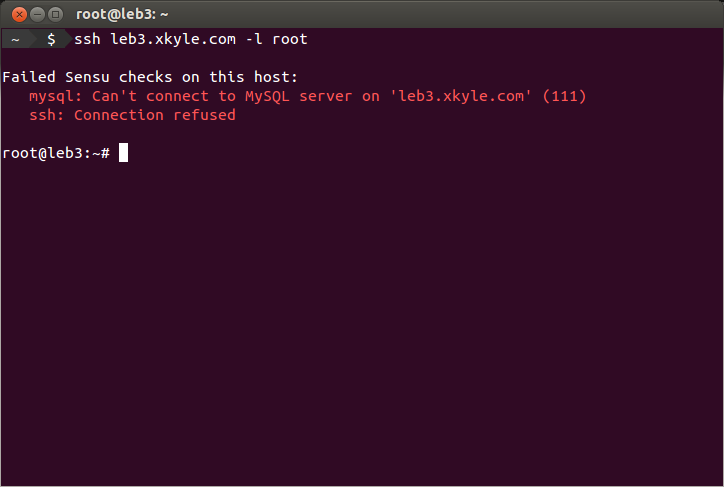 root@leb3: ~
~ $ ssh leb3.xkyle.com -l root
Failed Sensu checks on this host:
mysql: Can't connect to MySQL server on 'leb3.xkyle.com' (111)
ssh: Connection refused
root@leb3:~#